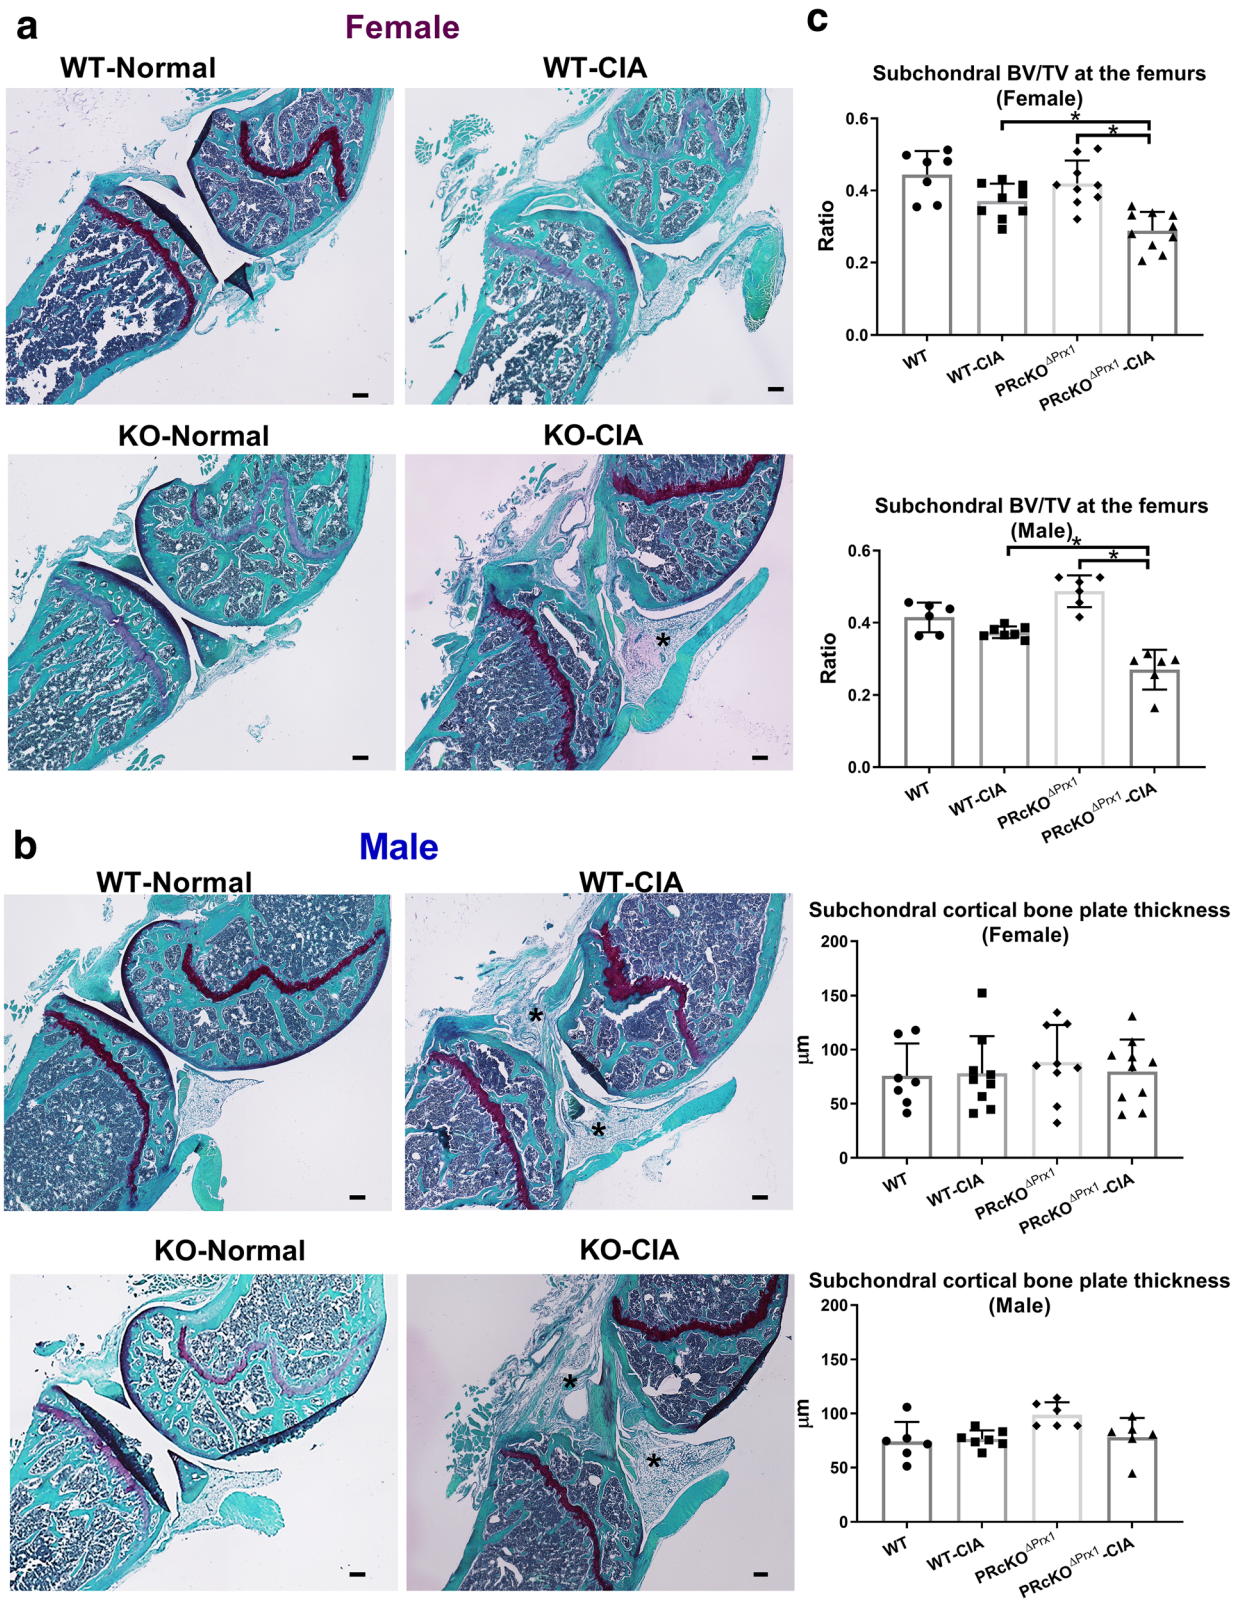 a
Female
WT-Normal
WT-CIA
KO-Normal
KO-CIA
*
b
Male
WT-Normal
WT-CIA
*
*
KO-Normal
KO-CIA
*
*
c
Subchondral BV/TV at the femurs
(Female)
*
*
0.6
0.4
0.2
0.0
Ratio
WT
WT-CIA
PRcKO^ΔPrx1
PRcKO^ΔPrx1-CIA
Subchondral BV/TV at the femurs
(Male)
*
*
0.6
0.4
0.2
0.0
Ratio
WT
WT-CIA
PRcKO^ΔPrx1
PRcKO^ΔPrx1-CIA
Subchondral cortical bone plate thickness
(Female)
200
150
100
50
0
µm
WT
WT-CIA
PRcKO^ΔPrx1
PRcKO^ΔPrx1-CIA
Subchondral cortical bone plate thickness
(Male)
200
150
100
50
0
µm
WT
WT-CIA
PRcKO^ΔPrx1
PRcKO^ΔPrx1-CIA